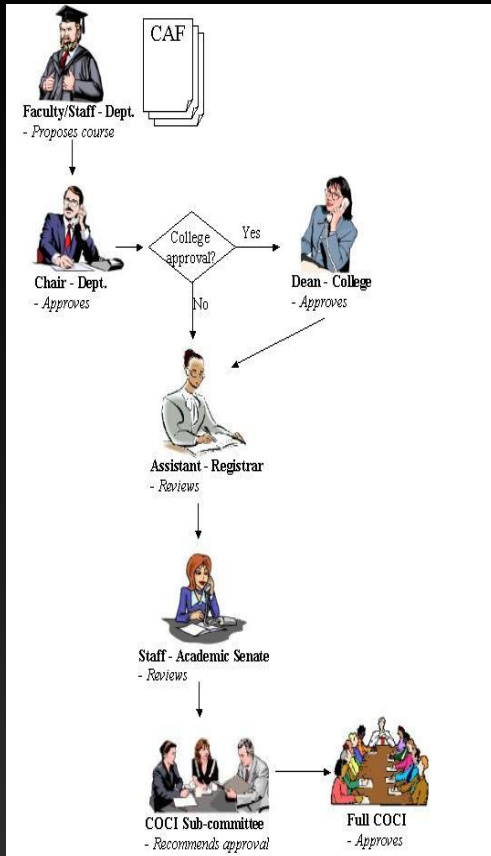 CAF
Faculty/Staff - Dept.
- Proposes course
College
approval?
Yes
No
Chair - Dept.
- Approves
Dean - College
- Approves
Assistant - Registrar
- Reviews
Staff - Academic Senate
- Reviews
COCI Sub-committee
- Recommends approval
Full COCI
- Approves